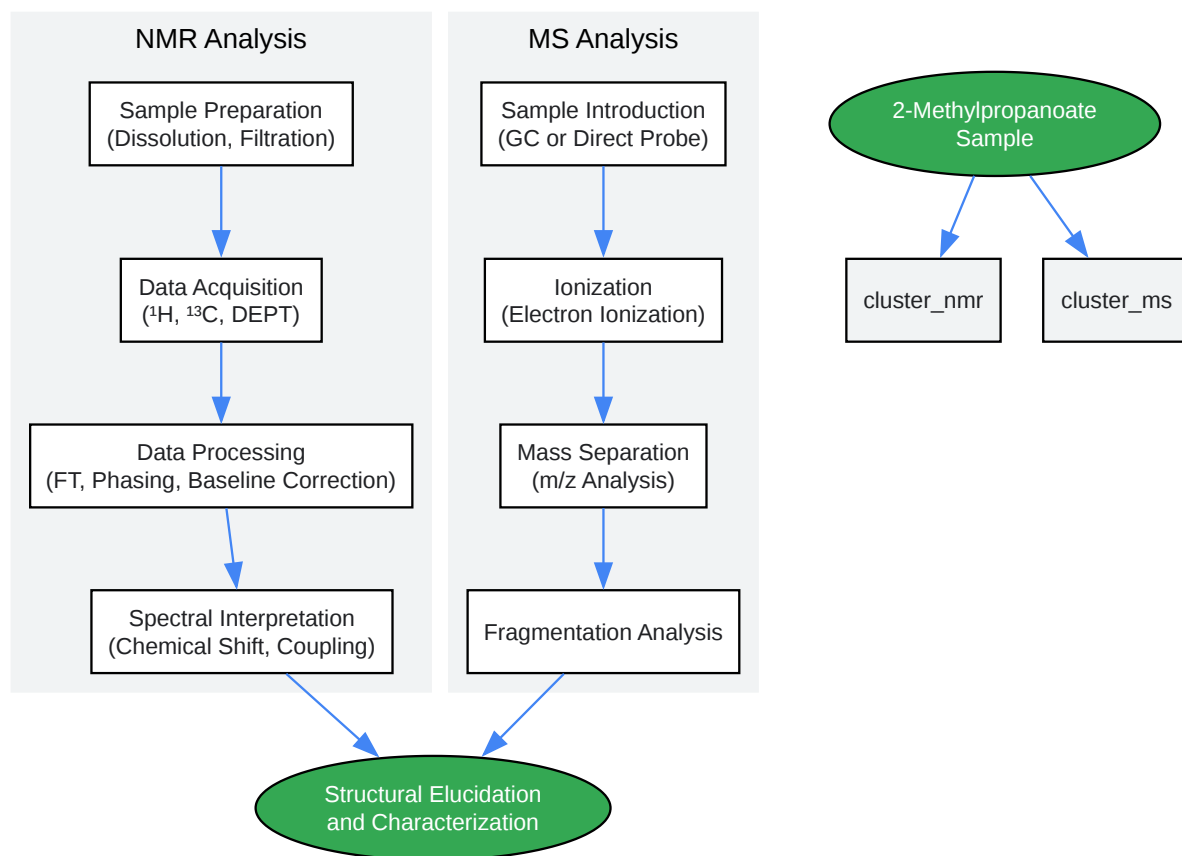 NMR Analysis
Sample Preparation
(Dissolution, Filtration)
Data Acquisition
(¹H, ¹³C, DEPT)
Data Processing
(FT, Phasing, Baseline Correction)
Spectral Interpretation
(Chemical Shift, Coupling)
MS Analysis
Sample Introduction
(GC or Direct Probe)
Ionization
(Electron Ionization)
Mass Separation
(m/z Analysis)
Fragmentation Analysis
Structural Elucidation
and Characterization
2-Methylpropanoate
Sample
cluster_nmr
cluster_ms